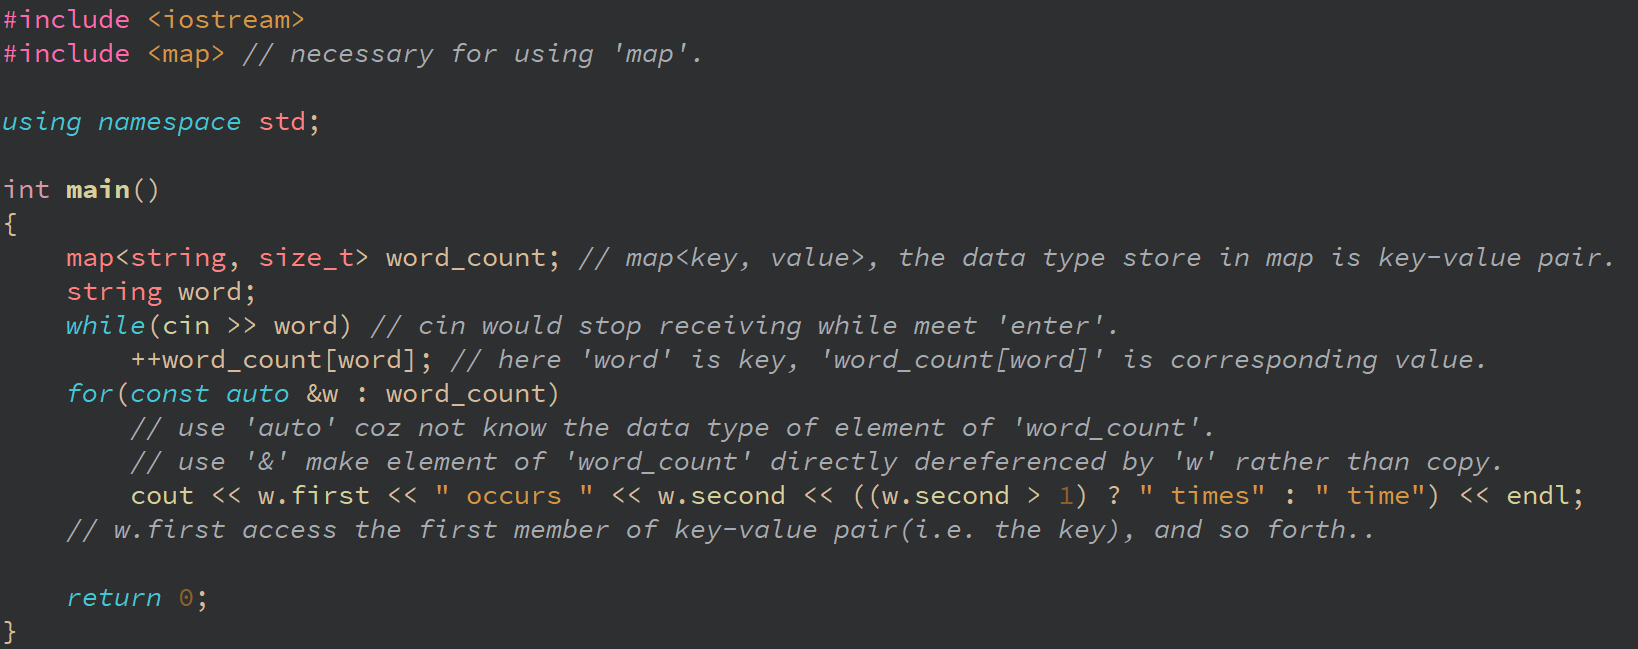 #include <iostream>
#include <map> // necessary for using 'map'.
using namespace std;
int main()
{
    map<string, size_t> word_count; // map<key, value>, the data type store in map is key-value pair.
    string word;
    while(cin >> word) // cin would stop receiving while meet 'enter'.
        ++word_count[word]; // here 'word' is key, 'word_count[word]' is corresponding value.
    for(const auto &w : word_count)
        // use 'auto' coz not know the data type of element of 'word_count'.
        // use '&' make element of 'word_count' directly dereferenced by 'w' rather than copy.
        cout << w.first << " occurs " << w.second << ((w.second > 1) ? " times" : " time") << endl;
    // w.first access the first member of key-value pair(i.e. the key), and so forth..
    return 0;
}